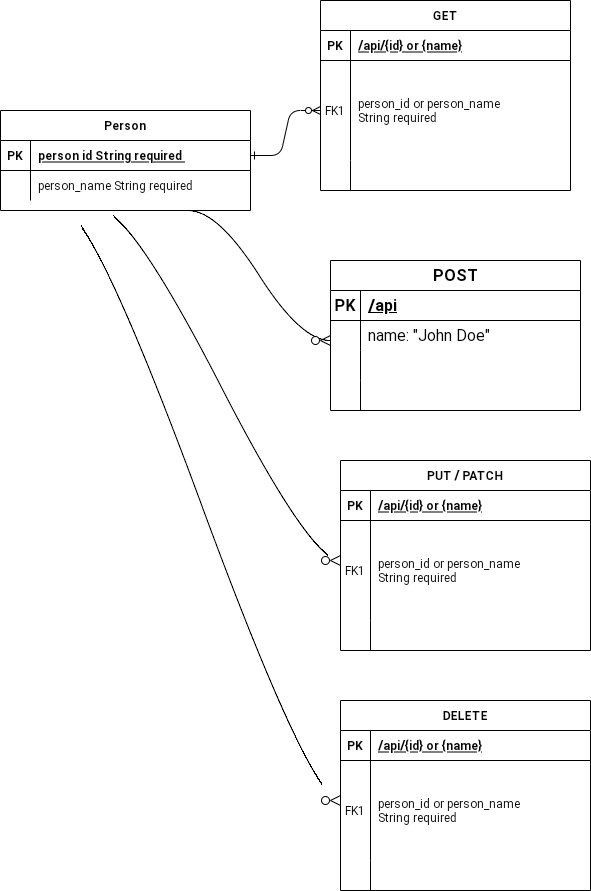 GET
PK /api/{id} or {name}
FK1 person_id or person_name
String required
Person
PK person id String required
person_name String required
POST
PK /api
name: "John Doe"
PUT / PATCH
PK /api/{id} or {name}
person_id or person_name
FK1 String required
DELETE
PK /api/{id} or {name}
person_id or person_name
FK1 String required